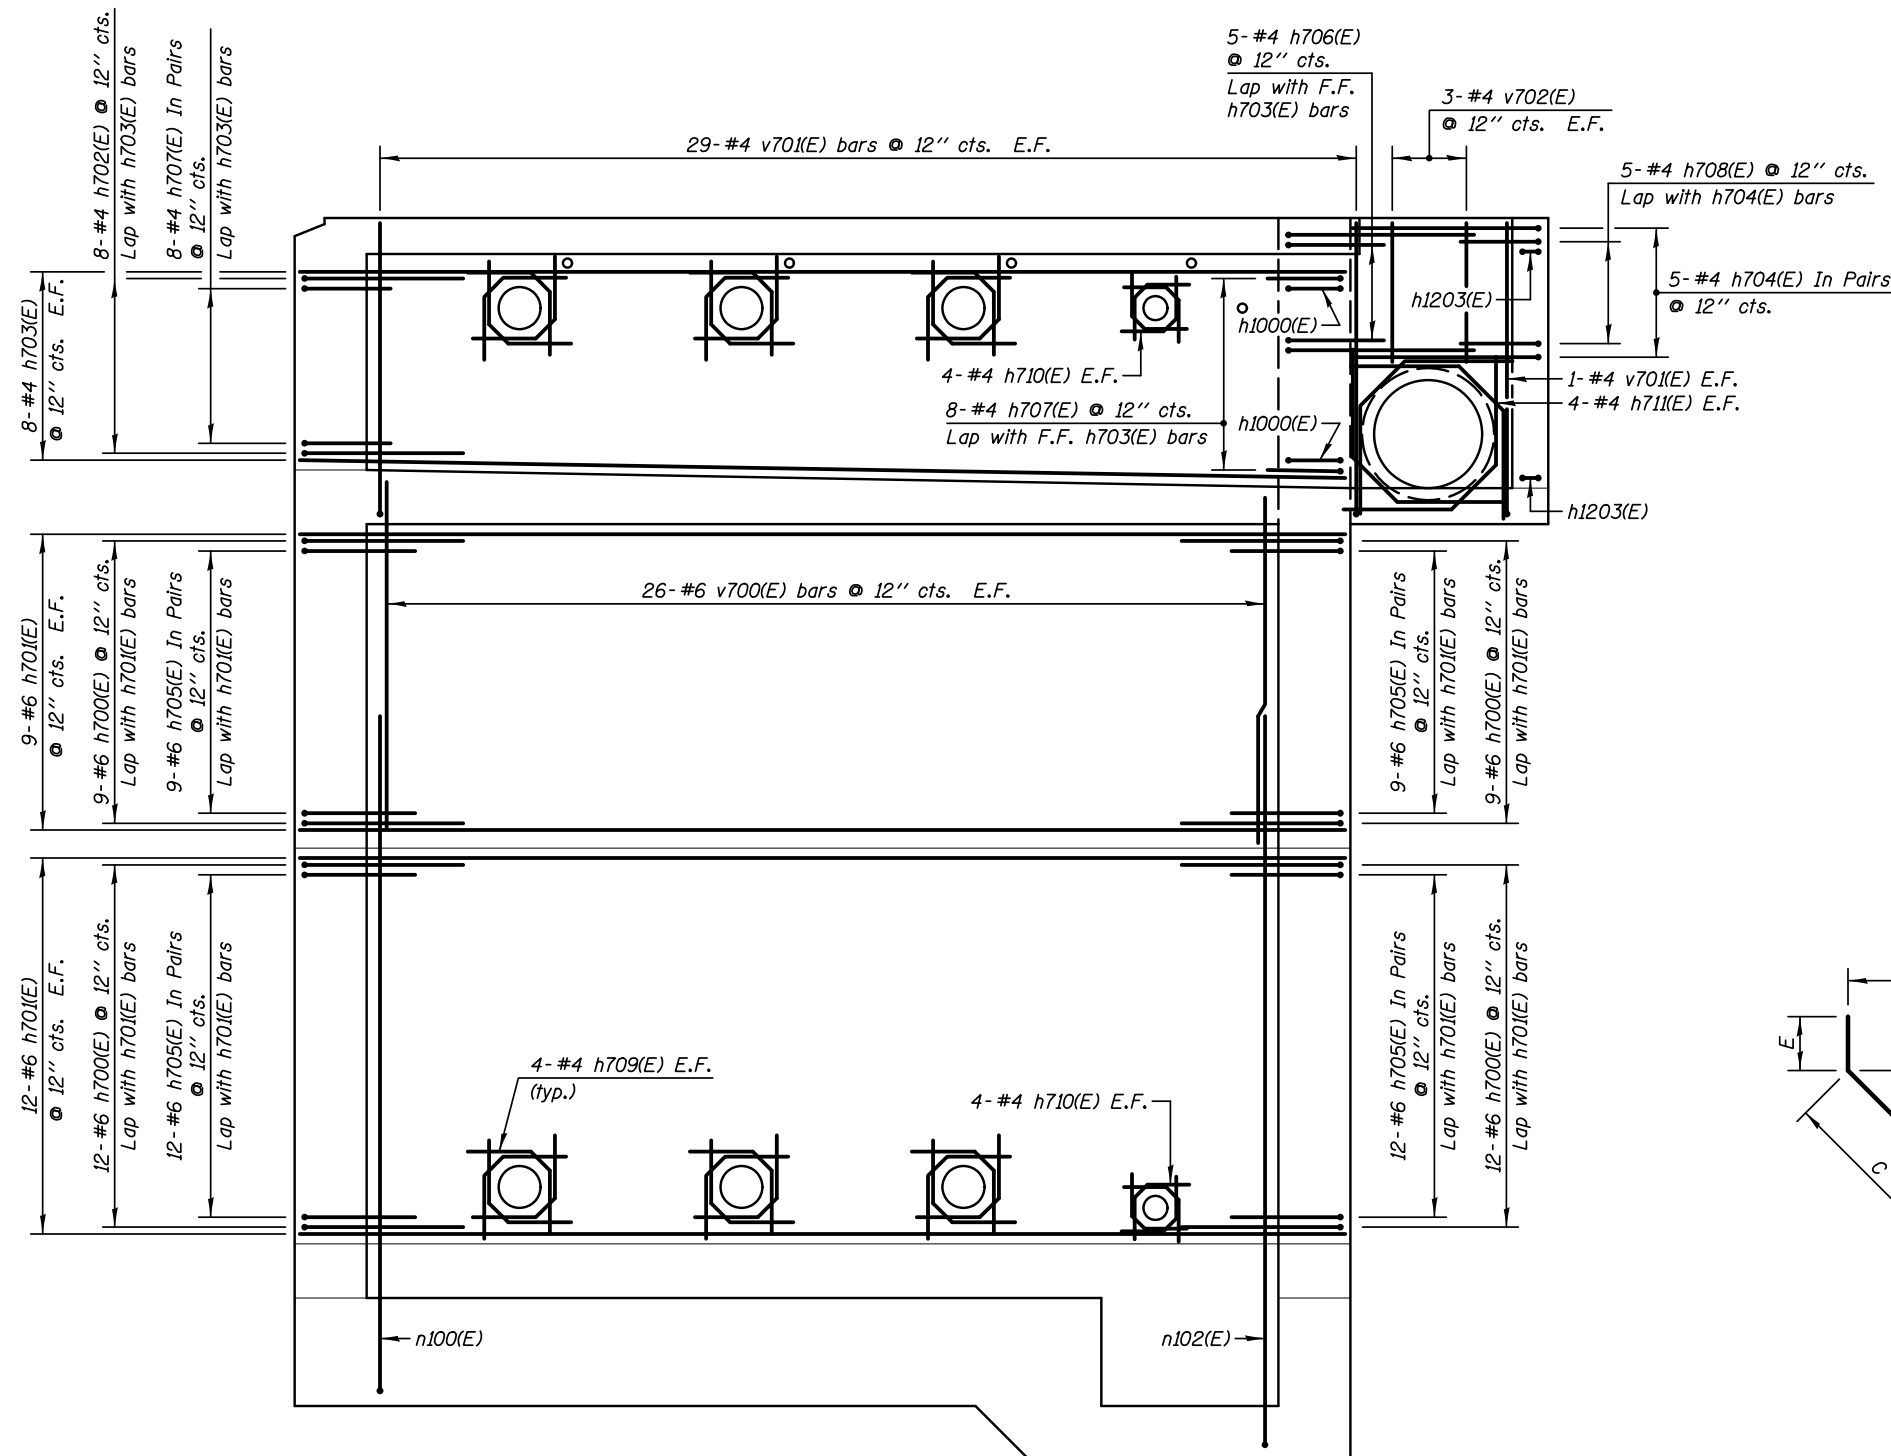 8-#4 h702(E) @ 12'' cts.
Lap with h703(E) bars
8-#4 h707(E) In Pairs
@ 12'' cts.
Lap with h703(E) bars
5-#4 h706(E)
@ 12'' cts.
Lap with F.F.
h703(E) bars
3-#4 v702(E)
@ 12'' cts. E.F.
29-#4 v701(E) bars @ 12'' cts. E.F.
5-#4 h708(E) @ 12'' cts.
Lap with h704(E) bars
5-#4 h704(E) In Pairs
@ 12'' cts.
8-#4 h703(E)
@ 12'' cts. E.F.
h1203(E)
h1000(E)
4-#4 h710(E) E.F.
1-#4 v701(E) E.F.
4-#4 h711(E) E.F.
8-#4 h707(E) @ 12'' cts.
Lap with F.F. h703(E) bars
h1000(E)
h1203(E)
9-#6 h701(E)
@ 12'' cts. E.F.
9-#6 h700(E) @ 12'' cts.
Lap with h701(E) bars
9-#6 h705(E) In Pairs
@ 12'' cts.
Lap with h701(E) bars
26-#6 v700(E) bars @ 12'' cts. E.F.
9-#6 h705(E) In Pairs
@ 12'' cts.
Lap with h701(E) bars
9-#6 h700(E) @ 12'' cts.
Lap with h701(E) bars
12-#6 h701(E)
@ 12'' cts. E.F.
12-#6 h700(E) @ 12'' cts.
Lap with h701(E) bars
12-#6 h705(E) In Pairs
@ 12'' cts.
Lap with h701(E) bars
4-#4 h709(E) E.F.
(typ.)
4-#4 h710(E) E.F.
12-#6 h705(E) In Pairs
@ 12'' cts.
Lap with h701(E) bars
12-#6 h700(E) @ 12'' cts.
Lap with h701(E) bars
E
C
n100(E)
n102(E)